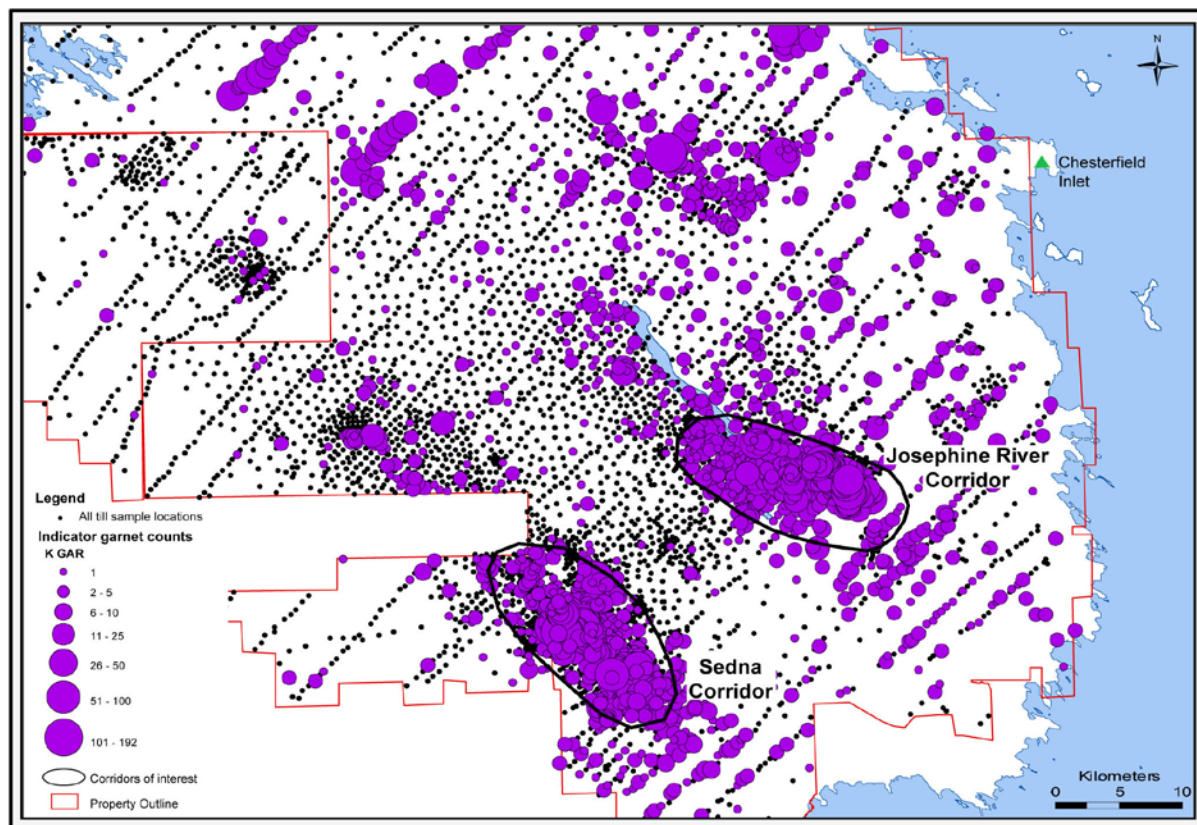 N
Chesterfield
Inlet
Josephine River
Corridor
Sedna
Corridor
Legend
All till sample locations
Indicator garnet counts
K GAR
1
2 - 5
6 - 10
11 - 25
26 - 50
51 - 100
101 - 192
Corridors of interest
Property Outline
Kilometers
0 5 10